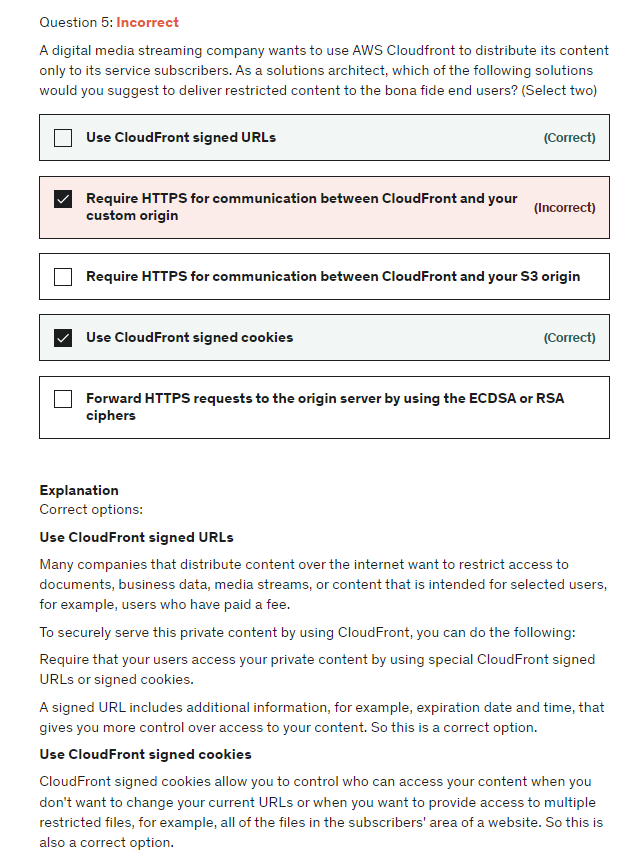 Question 5: Incorrect
A digital media streaming company wants to use AWS Cloudfront to distribute its content
only to its service subscribers. As a solutions architect, which of the following solutions
would you suggest to deliver restricted content to the bona fide end users? (Select two)
Use CloudFront signed URLs (Correct)
Require HTTPS for communication between CloudFront and your
custom origin (Incorrect)
Require HTTPS for communication between CloudFront and your S3 origin
Use CloudFront signed cookies (Correct)
Forward HTTPS requests to the origin server by using the ECDSA or RSA
ciphers
Explanation
Correct options:
Use CloudFront signed URLs
Many companies that distribute content over the internet want to restrict access to
documents, business data, media streams, or content that is intended for selected users,
for example, users who have paid a fee.
To securely serve this private content by using CloudFront, you can do the following:
Require that your users access your private content by using special CloudFront signed
URLs or signed cookies.
A signed URL includes additional information, for example, expiration date and time, that
gives you more control over access to your content. So this is a correct option.
Use CloudFront signed cookies
CloudFront signed cookies allow you to control who can access your content when you
don't want to change your current URLs or when you want to provide access to multiple
restricted files, for example, all of the files in the subscribers' area of a website. So this is
also a correct option.